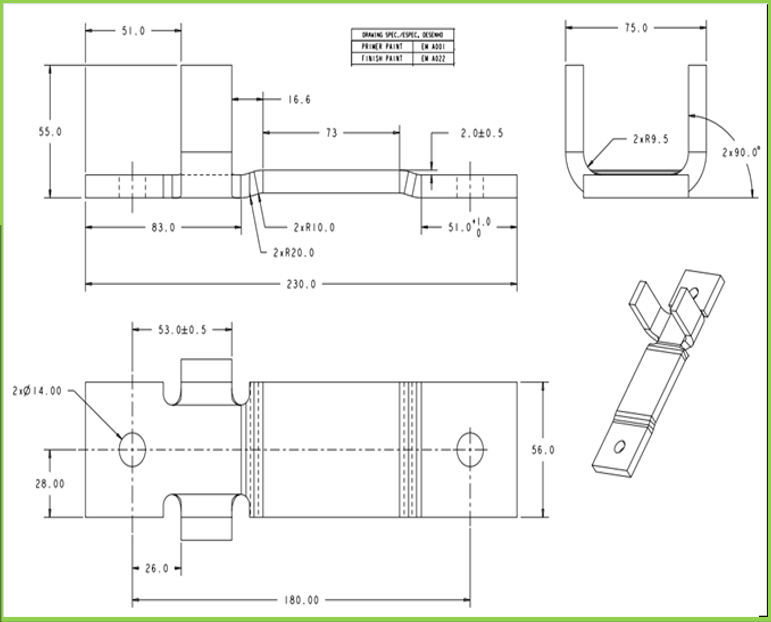 51.0
DRAWING SPEC./ESPEC. DESENHO
PRIMER PAINT EM A001
FINISH PAINT EM A022
75.0
16.6
55.0
73
2.0±0.5
2xR9.5
2x90.0°
83.0
2xR10.0
51.0 +1.0 0
2xR20.0
230.0
53.0±0.5
2xØ14.00
56.0
28.00
26.0
180.00